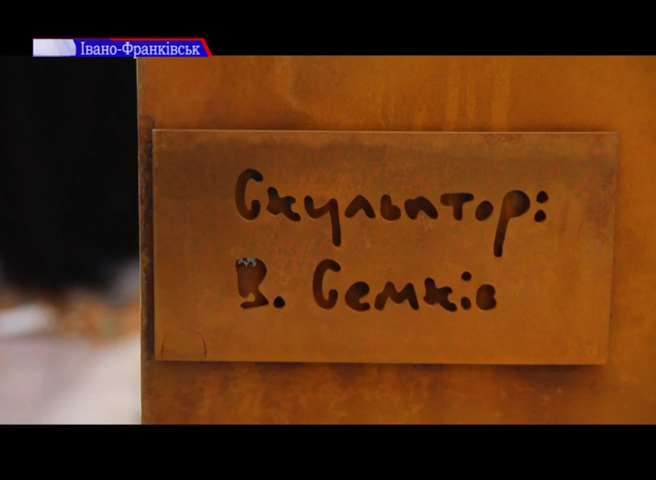 Івано-Франківськ
Скульптор:
В. Семків